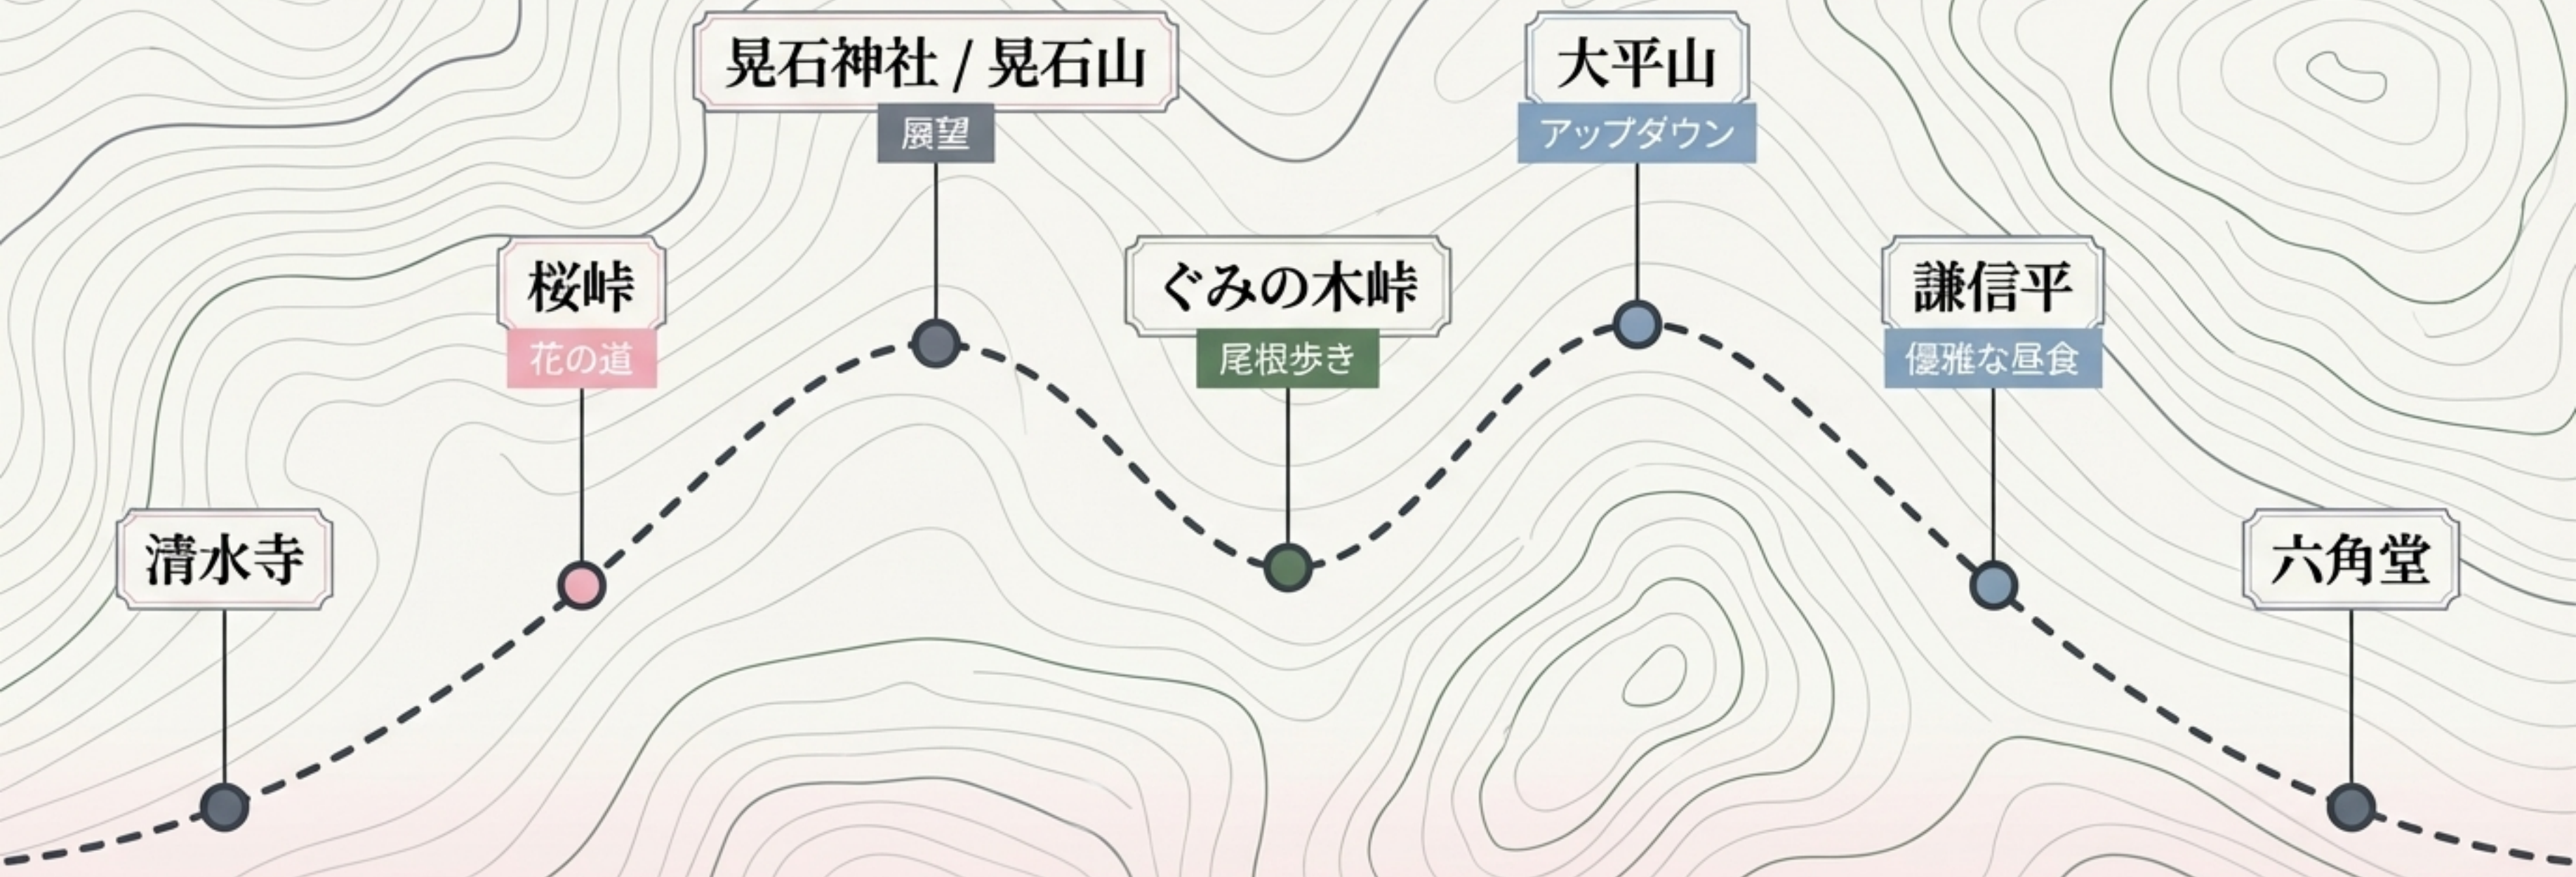 清水寺
桜峠
花の道
晃石神社 / 晃石山
展望
ぐみの木峠
尾根歩き
大平山
アップダウン
謙信平
優雅な昼食
六角堂